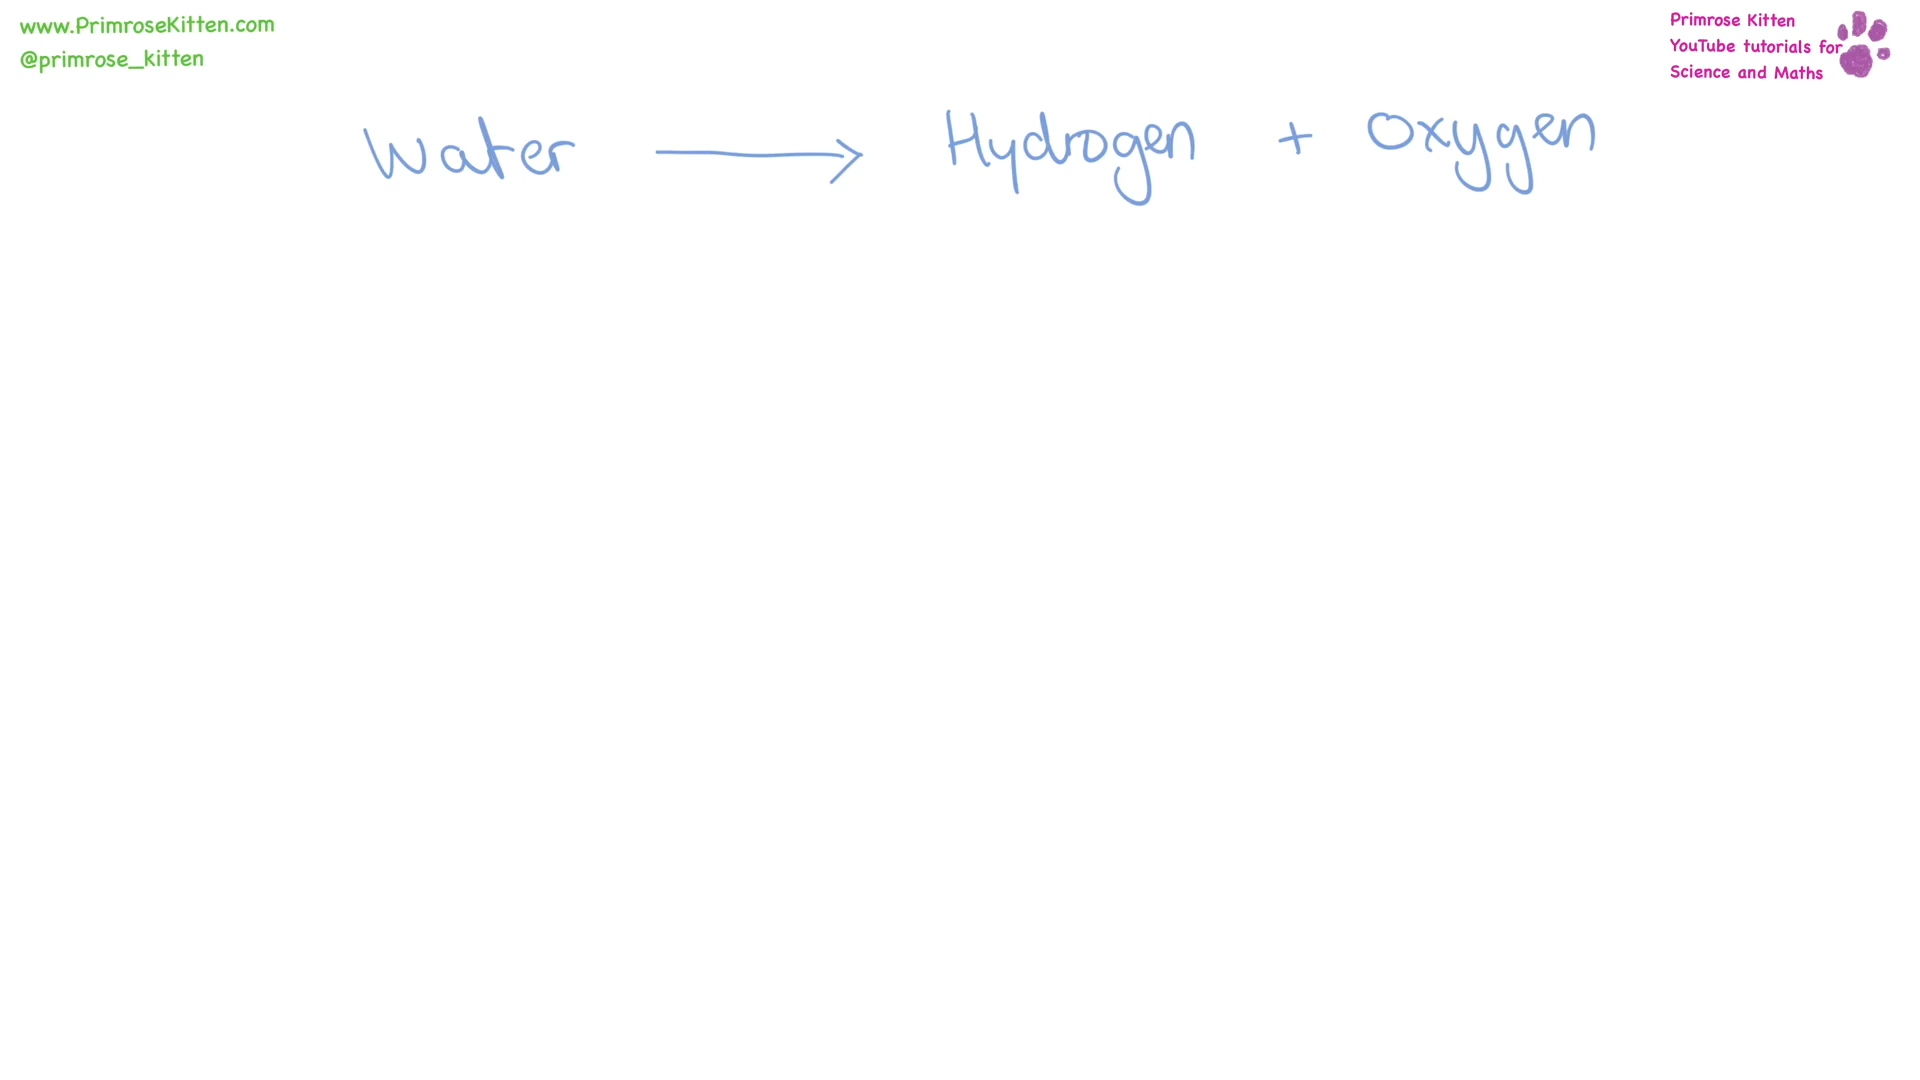 www.PrimroseKitten.com
@primrose_kitten
Primrose Kitten
YouTube tutorials for
Science and Maths
Water → Hydrogen + Oxygen